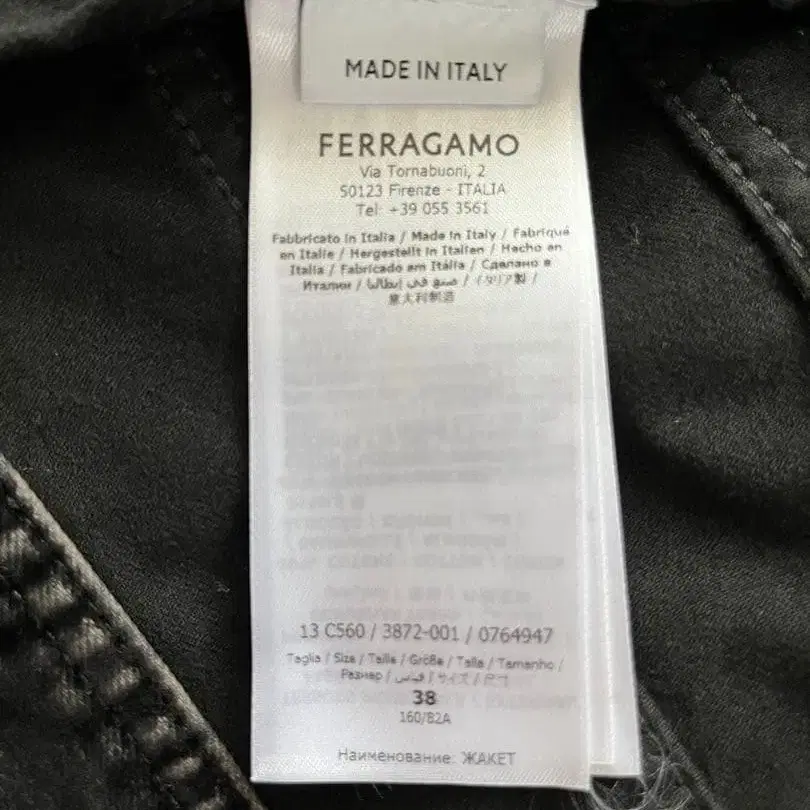 MADE IN ITALY
FERRAGAMO
Via Tornabuoni, 2
50123 Firenze - ITALIA
Tel: +39 055 3561
Fabbricato in Italia / Made in Italy / Fabriqué
en Italie / Hergestellt in Italien / Hecho en
Italia / Fabricado em Itália / Сделано в
Италии / صنع في إيطاليا / イタリア製 /
意大利制造
13 C560 / 3872-001 / 0764947
Taglia / Size / Taille / Größe / Talla / Tamanho /
Размер / قياس / サイズ / 尺寸
38
160/82A
Наименование: ЖАКЕТ